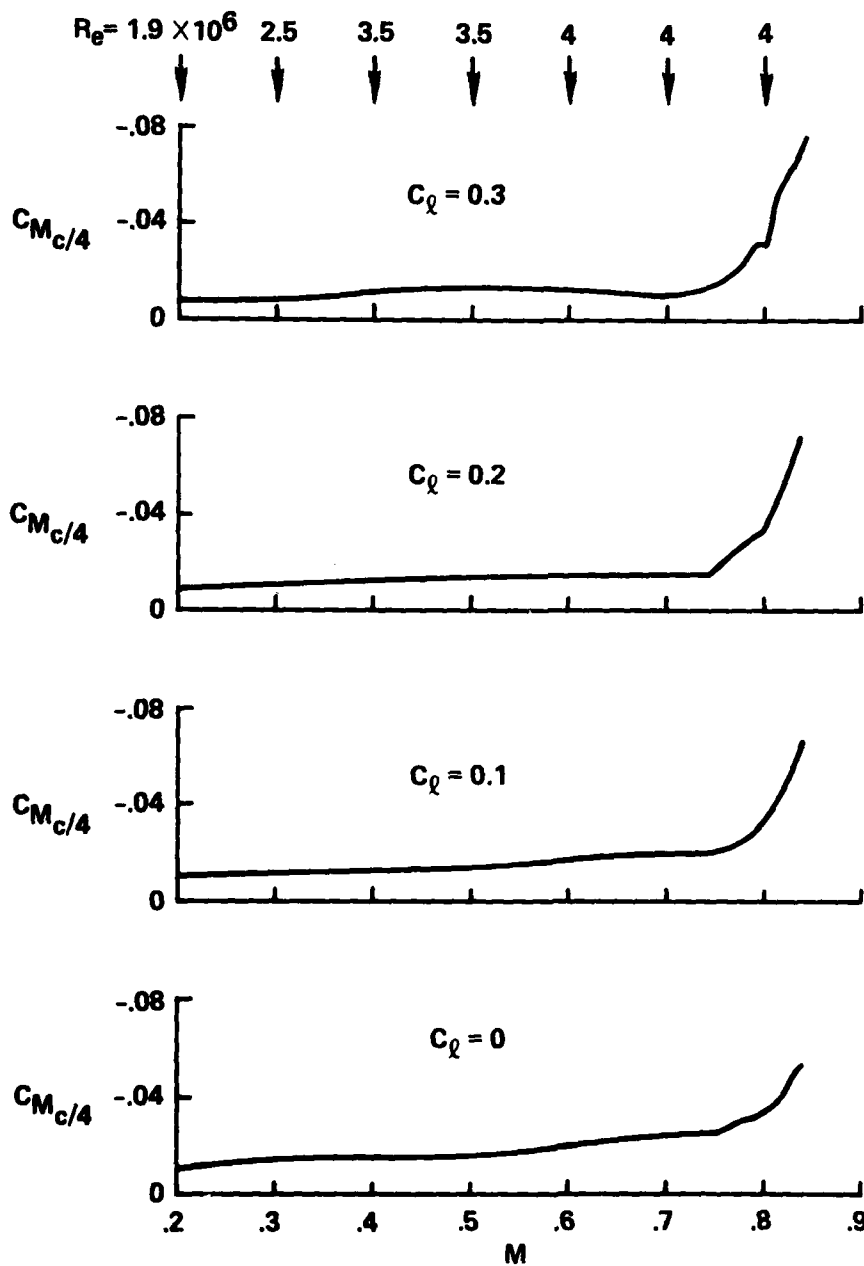 Re = 1.9 ×10⁶ 2.5 3.5 3.5 4 4 4
-.08
Cℓ = 0.3
CMc/4
-.04
0
-.08
Cℓ = 0.2
CMc/4
-.04
0
-.08
Cℓ = 0.1
CMc/4
-.04
0
-.08
Cℓ = 0
CMc/4
-.04
0
.2 .3 .4 .5 .6 .7 .8 .9
M